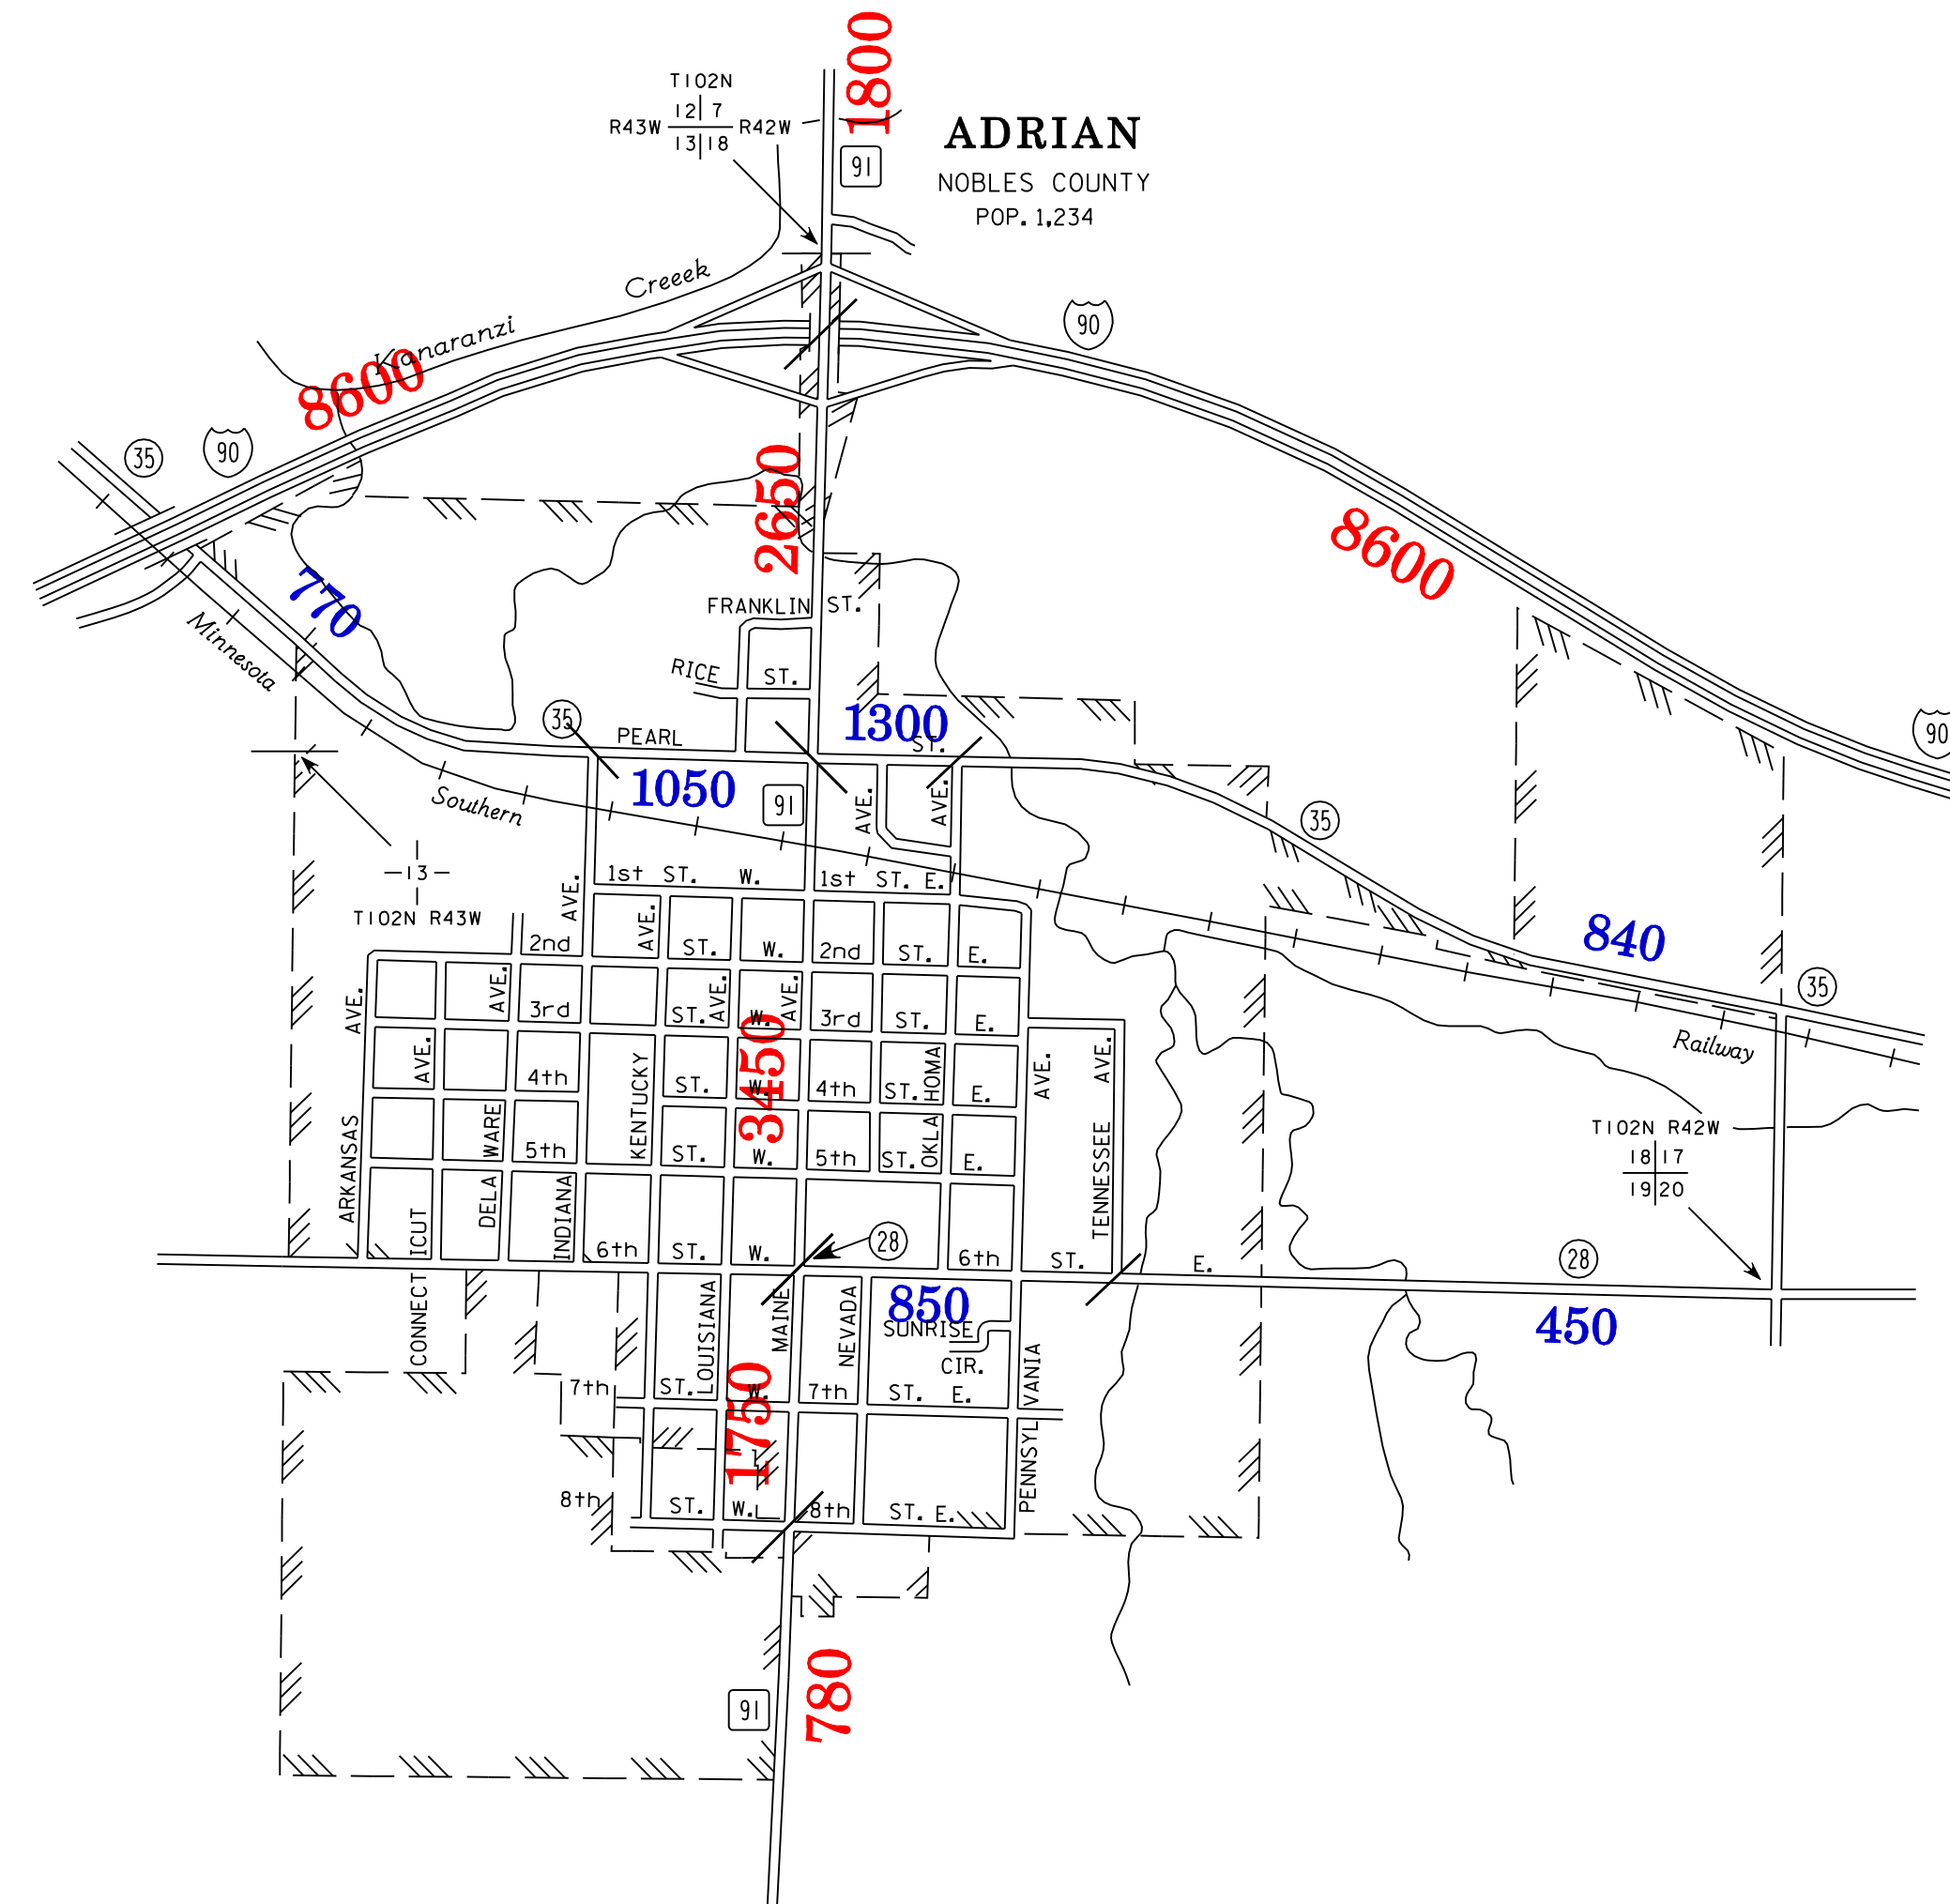 1800
T102N
12 7
R43W R42W
13 18
ADRIAN
NOBLES COUNTY
POP. 1,234
91
Creeek
Kanaranzi
90
8600
35
90
2650
8600
770
Minnesota
FRANKLIN ST.
RICE ST.
90
35
PEARL ST.
1300
1050
91
Southern
AVE.
AVE.
35
13
T102N R43W
AVE.
1st ST. W. 1st ST. E.
AVE.
840
2nd ST. W. 2nd ST. E.
AVE.
AVE.
AVE.
AVE.
35
3rd ST. W. 3rd ST. E.
Railway
AVE.
AVE.
AVE.
3450
4th ST. W. 4th ST. E.
KENTUCKY
OKLA HOMA
T102N R42W
18 17
19 20
5th ST. W. 5th ST. E.
ARKANSAS
DELA WARE
INDIANA
TENNESSEE
28
6th ST. W. 6th ST. E.
28
CONNECT ICUT
LOUISIANA
MAINE
NEVADA
850
450
SUNRISE
CIR.
PENNSYL VANIA
7th ST. W. 7th ST. E.
1750
8th ST. W. 8th ST. E.
780
91